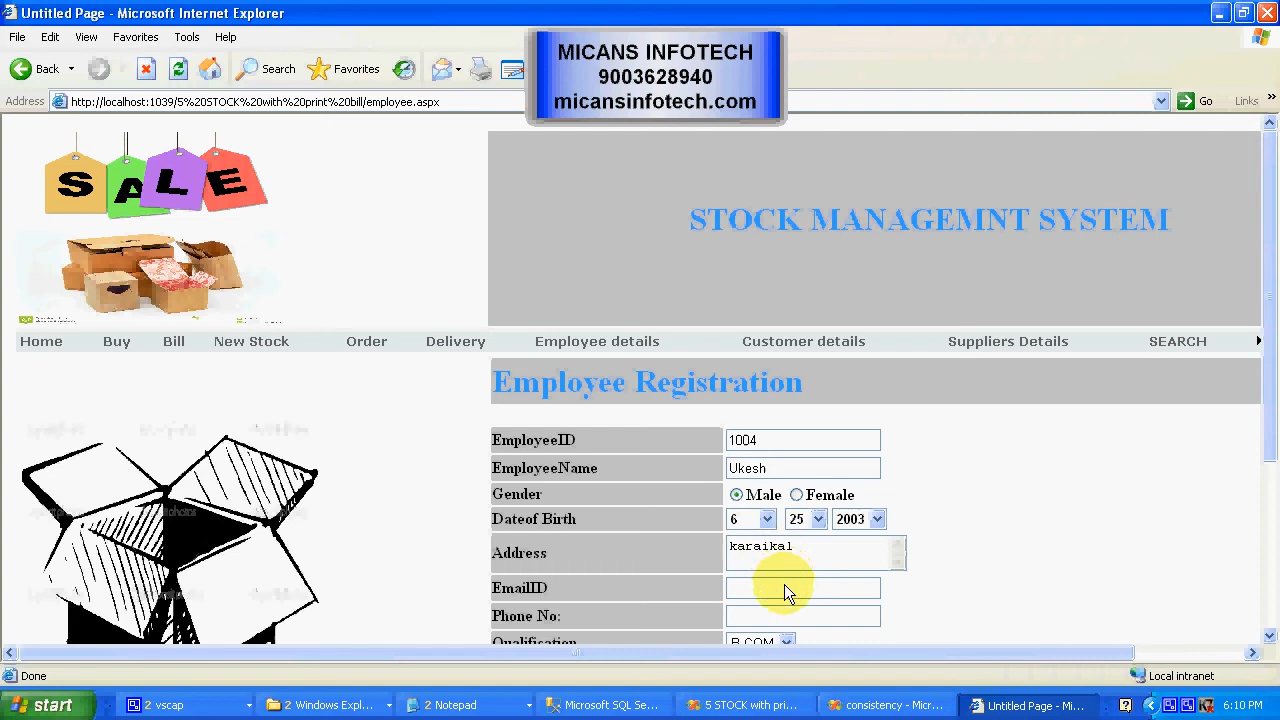 Untitled Page - Microsoft Internet Explorer
File Edit View Favorites Tools Help
MICANS INFOTECH
9003628940
micansinfotech.com
Back Search Favorites
Address http://localhost:1039/5%20STOCK%20with%20print%20bill/employee.aspx Go Links »
SALE
STOCK MANAGEMNT SYSTEM
Home Buy Bill New Stock Order Delivery Employee details Customer details Suppliers Details SEARCH
Employee Registration
EmployeeID 1004
EmployeeName Ukesh
Gender Male Female
Dateof Birth 6 25 2003
Address karaikal
EmailID
Phone No:
Qualification B.COM
Done Local intranet
start 2 vscap 2 Windows Expl... 2 Notepad Microsoft SQL Se... 5 STOCK with pri... consistency - Micr... Untitled Page - Mi... 6:10 PM